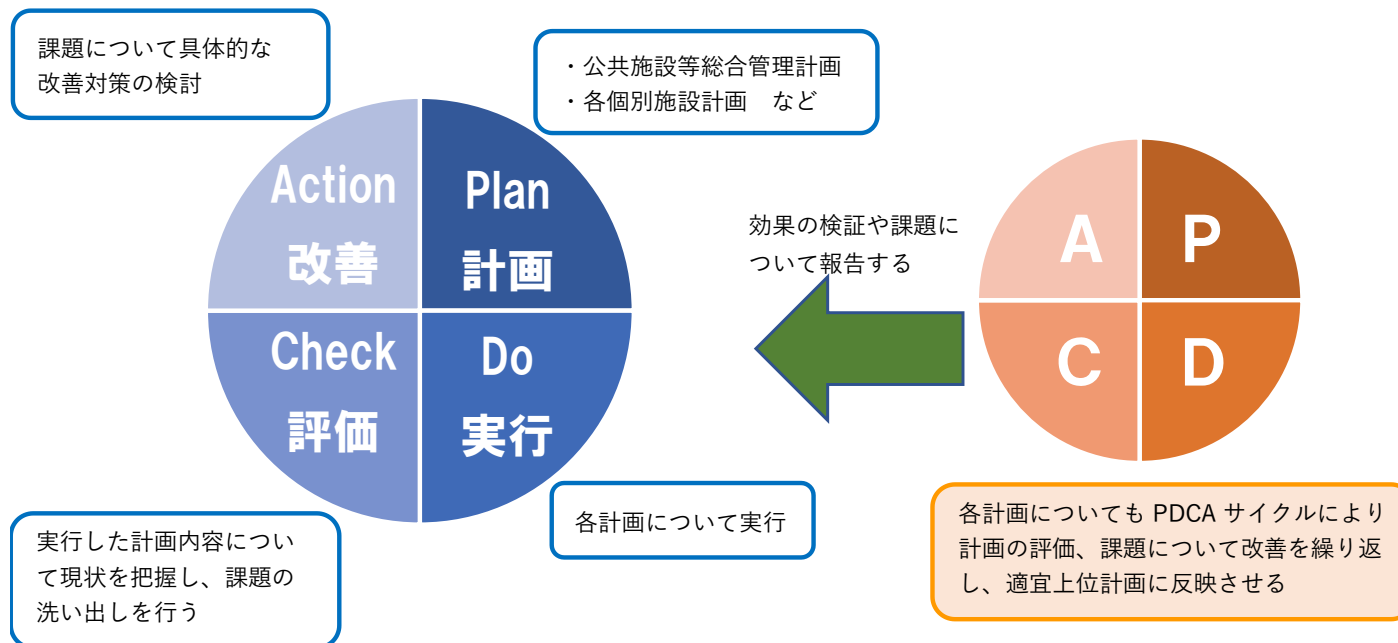 課題について具体的な
改善対策の検討
・公共施設等総合管理計画
・各個別施設計画　など
Action
改善
Plan
計画
Check
評価
Do
実行
実行した計画内容につい
て現状を把握し、課題の
洗い出しを行う
各計画について実行
効果の検証や課題に
ついて報告する
A
P
C
D
各計画についても PDCA サイクルにより
計画の評価、課題について改善を繰り返
し、適宜上位計画に反映させる